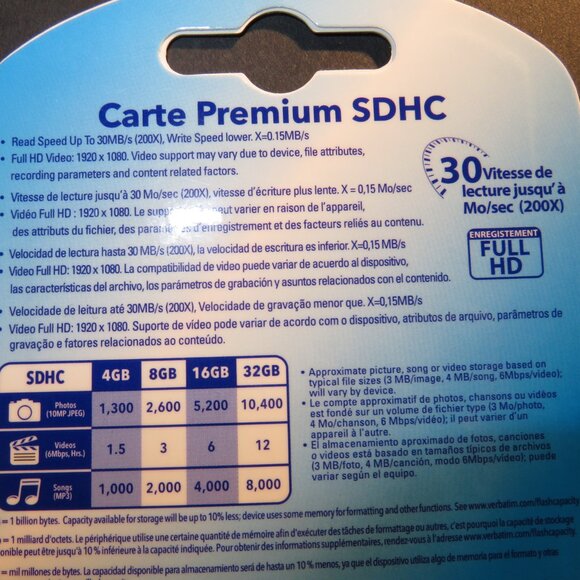 Carte Premium SDHC
• Read Speed Up To 30MB/s (200X), Write Speed lower. X=0.15MB/s
• Full HD Video: 1920 x 1080. Video support may vary due to device, file attributes,
recording parameters and content related factors.
• Vitesse de lecture jusqu'à 30 Mo/sec (200X), vitesse d'écriture plus lente. X = 0,15 Mo/sec
• Vidéo Full HD : 1920 x 1080. Le peut varier en raison de l'appareil,
des attributs du fichier, des d'enregistrement et des facteurs reliés au contenu.
• Velocidad de lectura hasta 30 MB/s (200X), la velocidad de escritura es inferior. X=0,15 MB/s
• Video Full HD: 1920 x 1080. La compatibilidad de video puede variar de acuerdo al dispositivo,
las características del archivo, los parámetros de grabación y asuntos relacionados con el contenido.
• Velocidade de leitura até 30MB/s (200X), Velocidade de gravação menor que. X=0,15MB/s
• Vídeo Full HD: 1920 x 1080. Suporte de vídeo pode variar de acordo com o dispositivo, atributos de arquivo, parâmetros de
gravação e fatores relacionados ao conteúdo.
30 Vitesse de
lecture jusqu'à
Mo/sec (200X)
ENREGISTREMENT
FULL
HD
SDHC 4GB 8GB 16GB 32GB
Photos
(10MP JPEG) 1,300 2,600 5,200 10,400
Videos
(6Mbps, Hrs.) 1.5 3 6 12
Songs
(MP3) 1,000 2,000 4,000 8,000
• Approximate picture, song or video storage based on
typical file sizes (3 MB/image, 4 MB/song, 6Mbps/video);
will vary by device.
• Le compte approximatif de photos, chansons ou vidéos
est fondé sur un volume de fichier type (3 Mo/photo,
4 Mo/chanson, 6 Mbps/vidéo); il peut varier d'un
appareil à l'autre.
• El almacenamiento aproximado de fotos, canciones
o videos está basado en tamaños típicos de archivos
(3 MB/foto, 4 MB/canción, modo 6Mbps/video); puede
variar según el equipo.
= 1 billion bytes. Capacity available for storage will be up to 10% less; device uses some memory for formatting and other functions. See www.verbatim.com/flashcapacity.
= 1 milliard d'octets. Le périphérique utilise une certaine quantité de mémoire afin d'exécuter des tâches de formattage ou autres, c'est pourquoi la capacité de stockage
peut être jusqu'à 10 % inférieure à la capacité indiquée. Pour obtenir des informations supplémentaires, rendez-vous à l'adresse www.verbatim.com/flashcapacity.
= mil millones de bytes. La capacidad disponible para almacenamiento será de hasta un 10 % menos, ya que el dispositivo utiliza algo de memoria para el formateo y